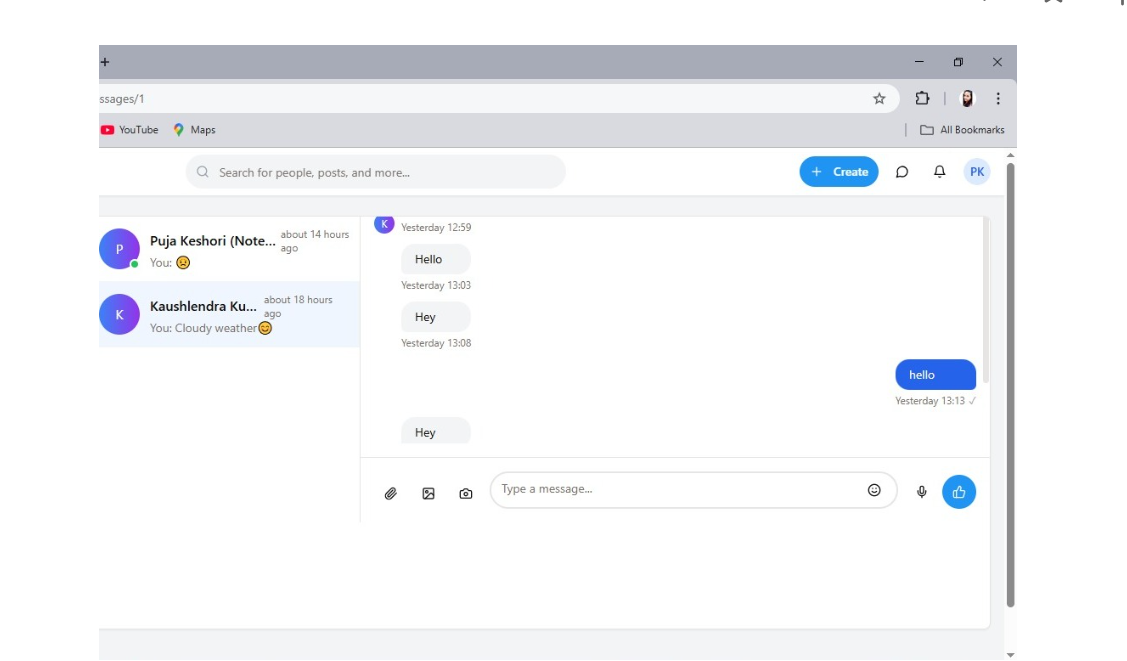 ssages/1
YouTube Maps
All Bookmarks
Search for people, posts, and more...
+ Create
PK
P
Puja Keshori (Note...
about 14 hours
ago
You: 😣
K
Kaushlendra Ku...
about 18 hours
ago
You: Cloudy weather😊
K
Yesterday 12:59
Hello
Yesterday 13:03
Hey
Yesterday 13:08
hello
Yesterday 13:13 ✓
Hey
Type a message...